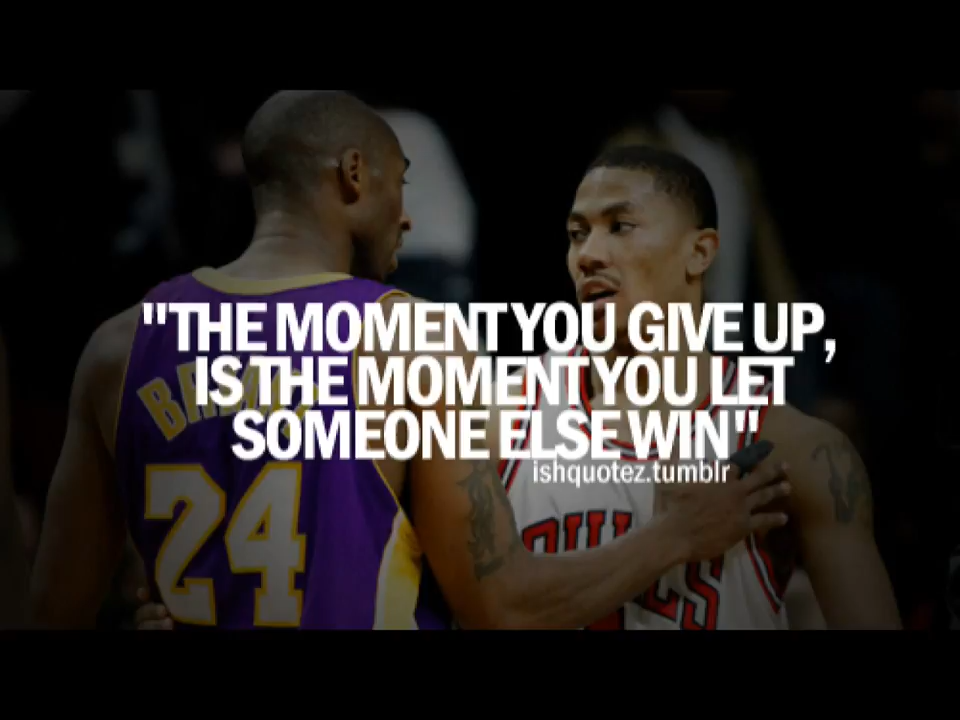 "THE MOMENT YOU GIVE UP,
IS THE MOMENT YOU LET
SOMEONE ELSE WIN"
ishquotez.tumblr
24